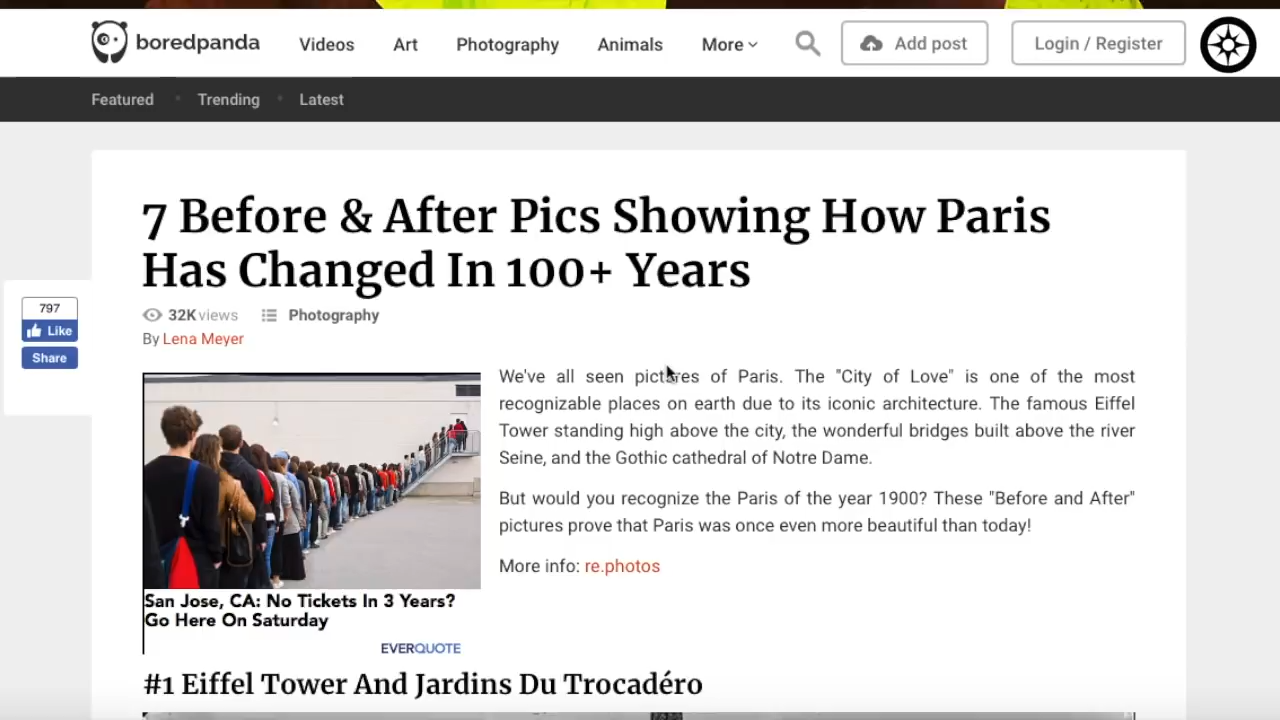 boredpanda
Videos
Art
Photography
Animals
More
Add post
Login / Register
Featured
Trending
Latest
7 Before & After Pics Showing How Paris
Has Changed In 100+ Years
32K views
Photography
By Lena Meyer
797
Like
Share
We've all seen pictures of Paris. The "City of Love" is one of the most
recognizable places on earth due to its iconic architecture. The famous Eiffel
Tower standing high above the city, the wonderful bridges built above the river
Seine, and the Gothic cathedral of Notre Dame.
But would you recognize the Paris of the year 1900? These "Before and After"
pictures prove that Paris was once even more beautiful than today!
More info: re.photos
San Jose, CA: No Tickets In 3 Years?
Go Here On Saturday
EVERQUOTE
#1 Eiffel Tower And Jardins Du Trocadéro